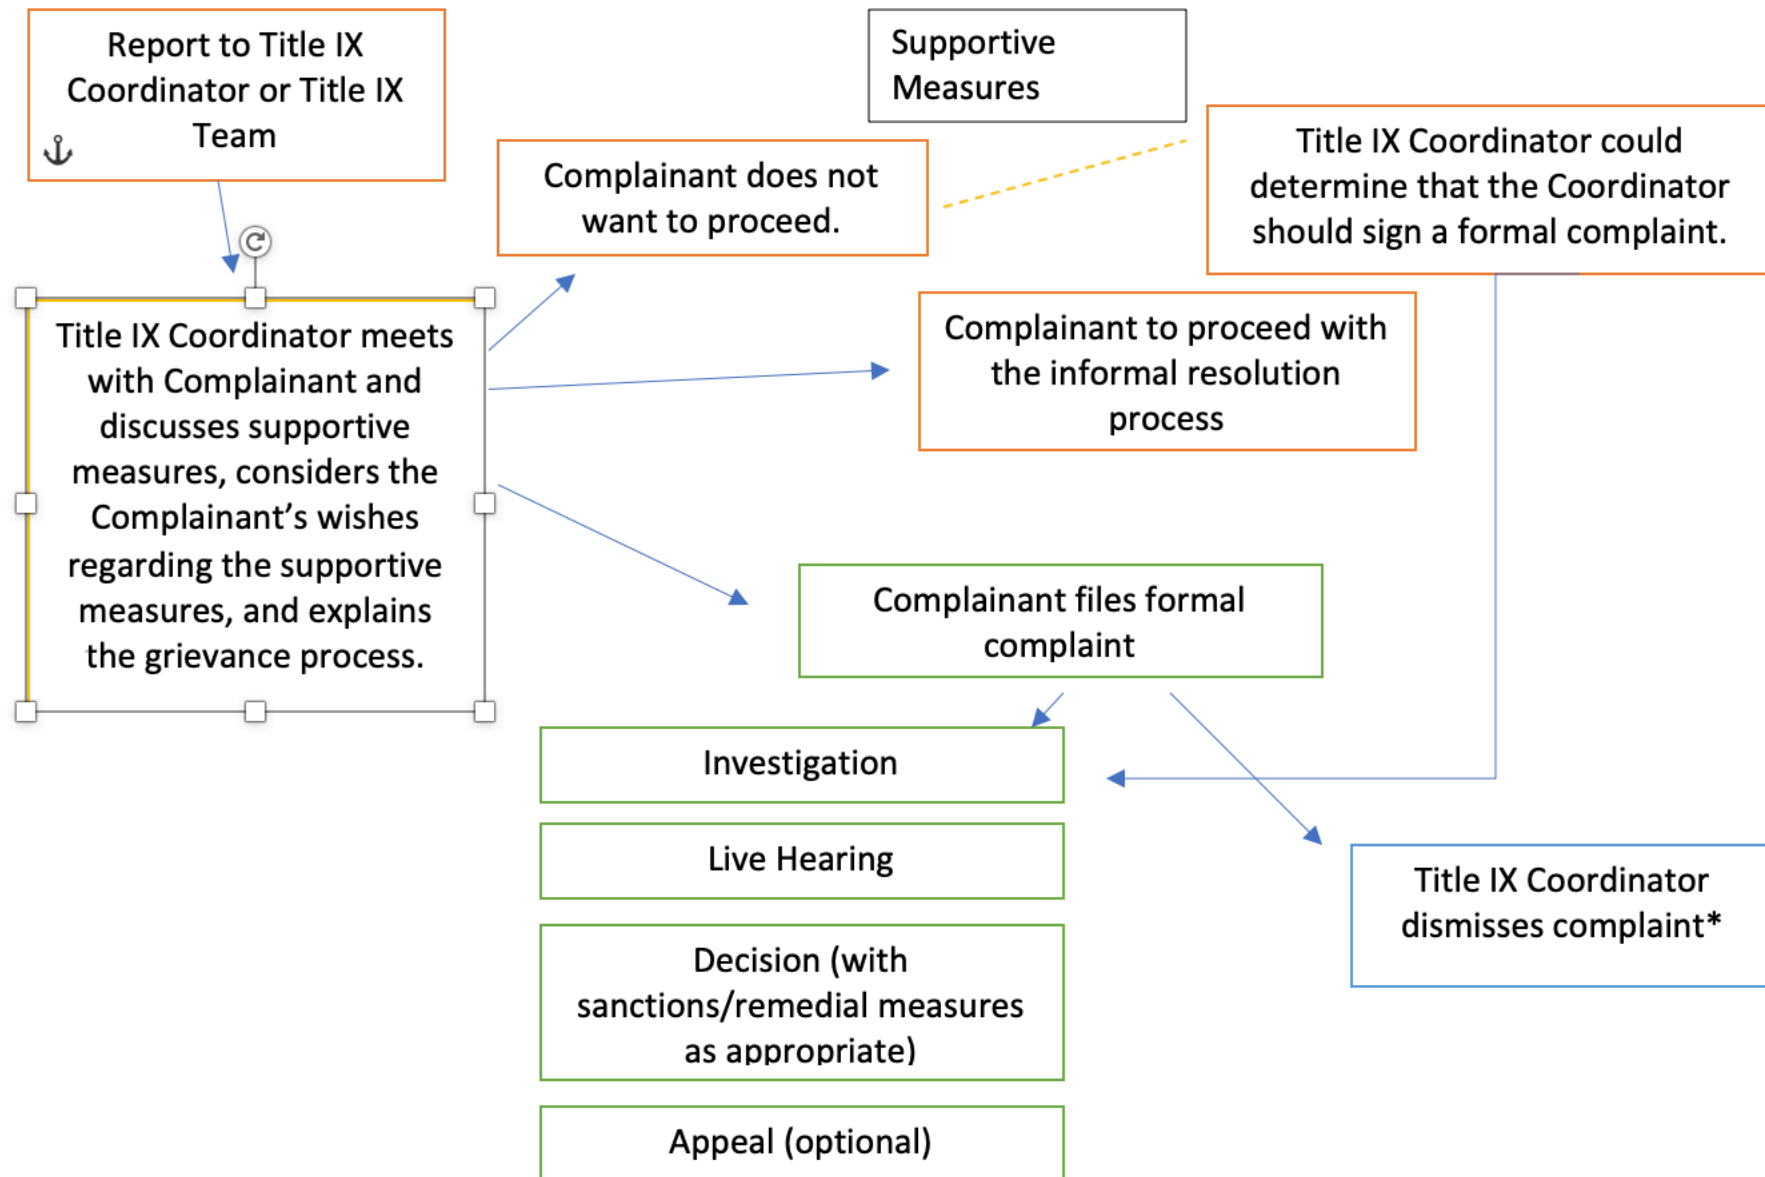 Report to Title IX
Coordinator or Title IX
Team
Supportive
Measures
Complainant does not
want to proceed.
Title IX Coordinator could
determine that the Coordinator
should sign a formal complaint.
Title IX Coordinator meets
with Complainant and
discusses supportive
measures, considers the
Complainant’s wishes
regarding the supportive
measures, and explains
the grievance process.
Complainant to proceed with
the informal resolution
process
Complainant files formal
complaint
Investigation
Live Hearing
Decision (with
sanctions/remedial measures
as appropriate)
Appeal (optional)
Title IX Coordinator
dismisses complaint*